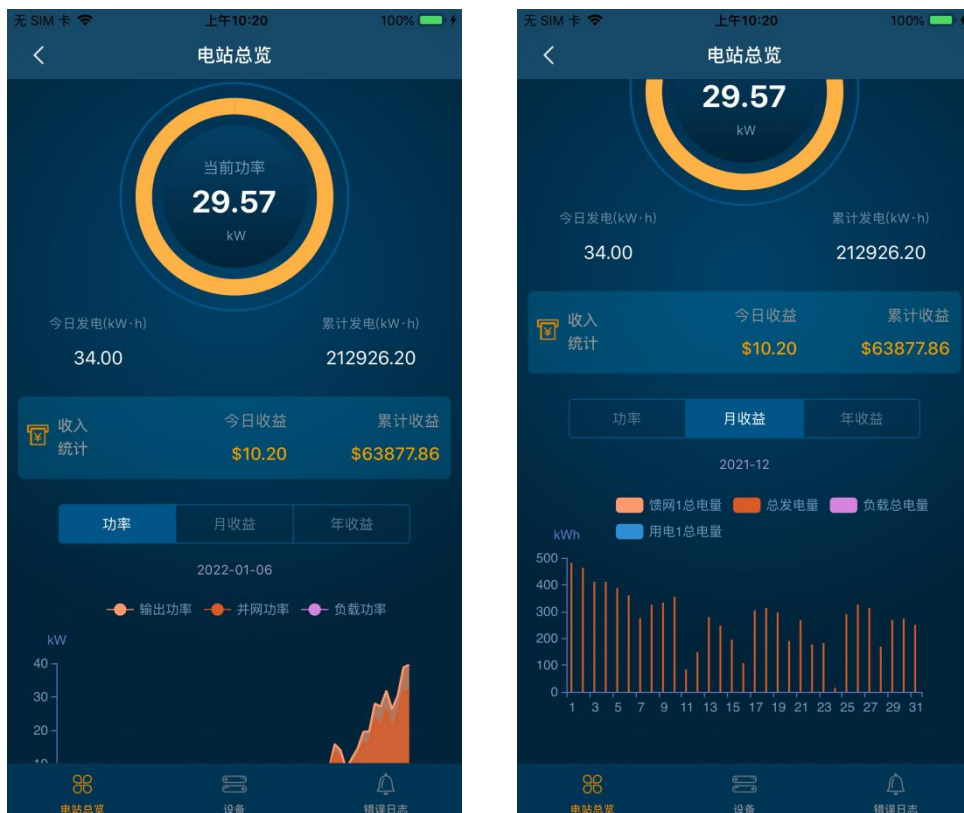 无 SIM 卡 上午10:20 100%
电站总览
当前功率
29.57
kW
今日发电(kW·h) 累计发电(kW·h)
34.00 212926.20
收入 今日收益 累计收益
统计 $10.20 $63877.86
功率 月收益 年收益
2022-01-06
输出功率 并网功率 负载功率
kW
40
30
20
10
电站总览 设备 错误日志
无 SIM 卡 上午10:20 100%
电站总览
29.57
kW
今日发电(kW·h) 累计发电(kW·h)
34.00 212926.20
收入 今日收益 累计收益
统计 $10.20 $63877.86
功率 月收益 年收益
2021-12
馈网1总电量 总发电量 负载总电量
kWh 用电1总电量
500
400
300
200
100
0
1 3 5 7 9 11 13 15 17 19 21 23 25 27 29 31
电站总览 设备 错误日志